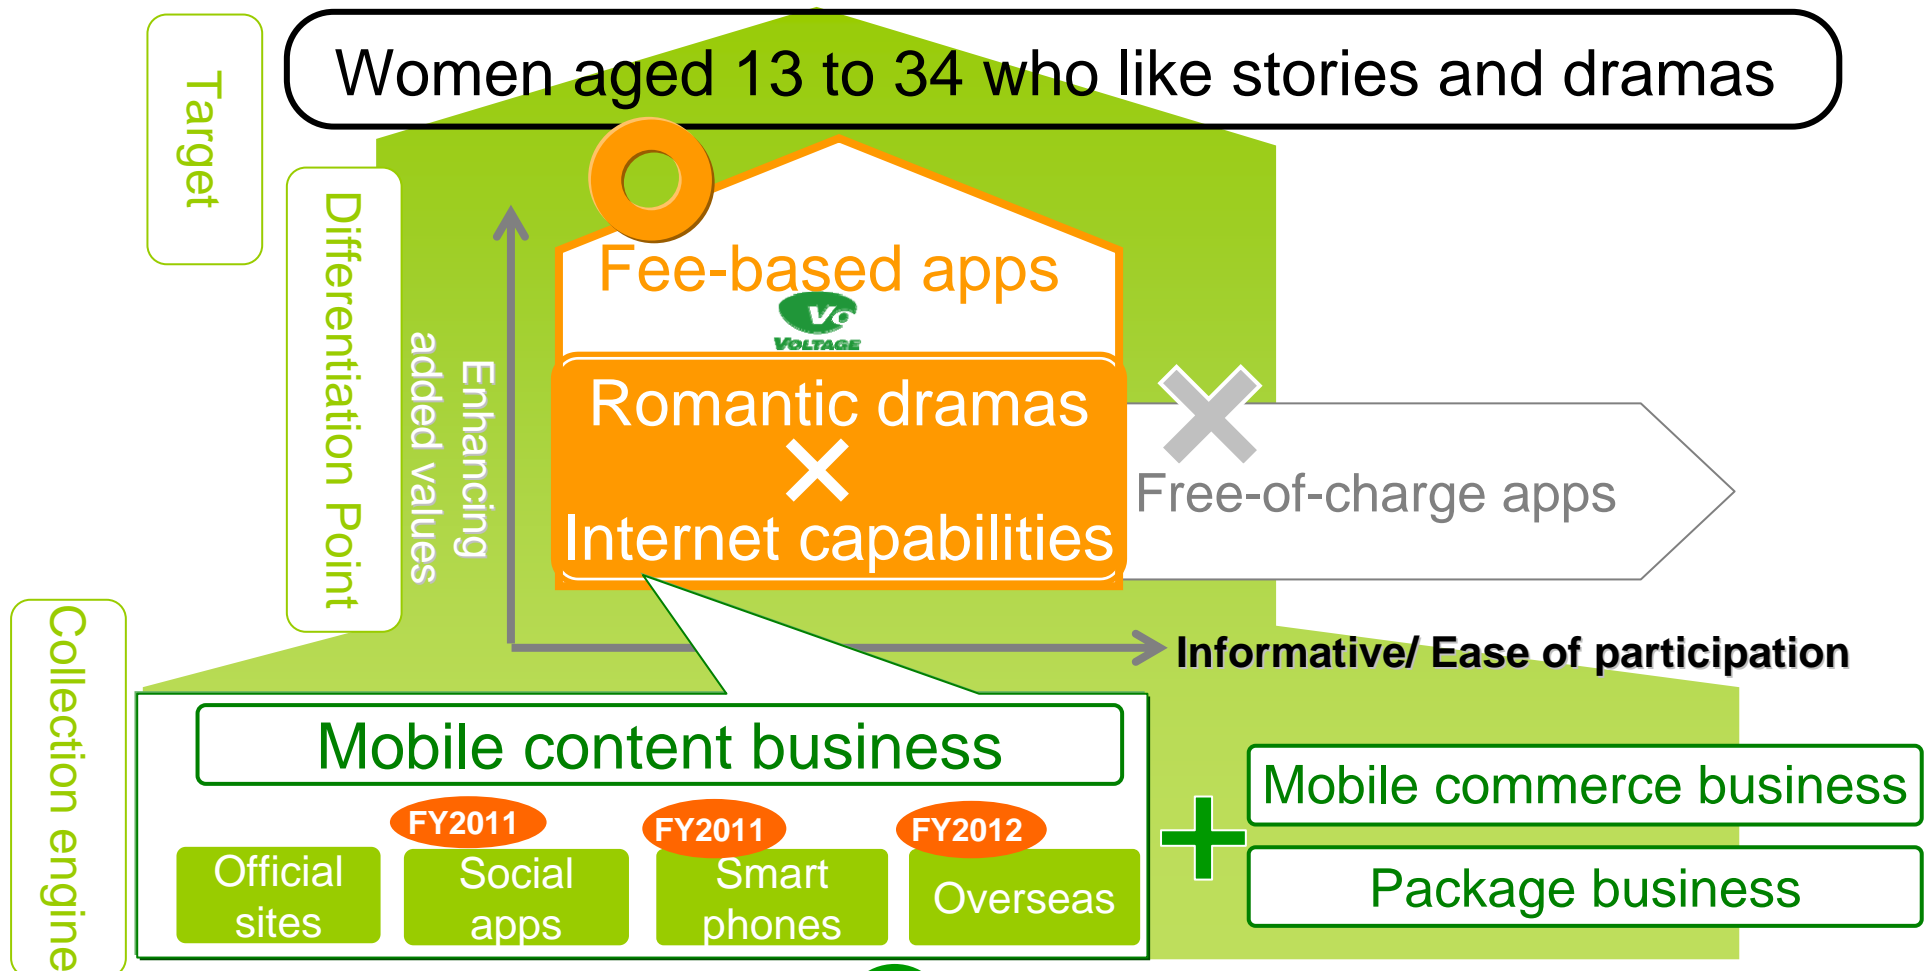 Target
Women aged 13 to 34 who like stories and dramas
Differentiation Point
Enhancing
added values
Fee-based apps
Vo
VOLTAGE
Romantic dramas
×
Internet capabilities
Free-of-charge apps
Informative/ Ease of participation
Collection engine
Mobile content business
FY2011
FY2011
FY2012
Official
sites
Social
apps
Smart
phones
Overseas
+
Mobile commerce business
Package business